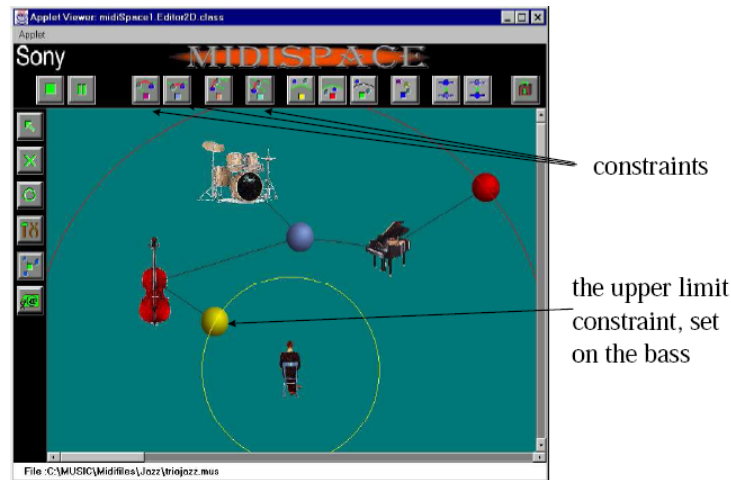 Applet Viewer: midiSpace1.Editor2D.class
Applet
Sony
MIDISPACE
constraints
the upper limit
constraint, set
on the bass
File :C:\MUSIC\Midifiles\Jazz\triojazz.mus